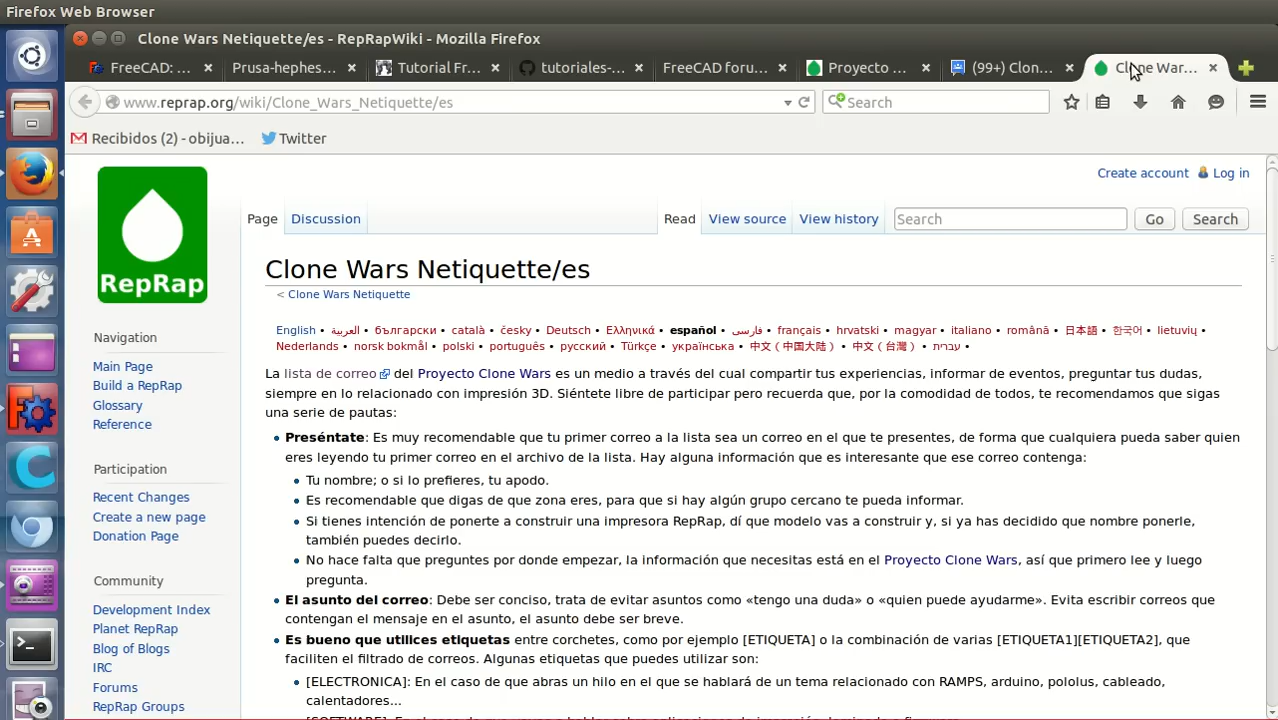 Firefox Web Browser
Clone Wars Netiquette/es - RepRapWiki - Mozilla Firefox
FreeCAD: ... Prusa-hephes... Tutorial Fr... tutoriales-... FreeCAD foru... Proyecto ... (99+) Clon... Clone War...
www.reprap.org/wiki/Clone_Wars_Netiquette/es Search
Recibidos (2) - obijua... Twitter
Create account Log in
Page Discussion Read View source View history Search Go Search
RepRap
Clone Wars Netiquette/es
< Clone Wars Netiquette
English • العربية • български • català • česky • Deutsch • Ελληνικά • español • فارسی • français • hrvatski • magyar • italiano • română • 日本語 • 한국어 • lietuvių •
Nederlands • norsk bokmål • polski • português • русский • Türkçe • українська • 中文（中国大陆） • 中文（台灣） • עברית •
Navigation
Main Page
Build a RepRap
Glossary
Reference
Participation
Recent Changes
Create a new page
Donation Page
Community
Development Index
Planet RepRap
Blog of Blogs
IRC
Forums
RepRap Groups
La lista de correo del Proyecto Clone Wars es un medio a través del cual compartir tus experiencias, informar de eventos, preguntar tus dudas,
siempre en lo relacionado con impresión 3D. Siéntete libre de participar pero recuerda que, por la comodidad de todos, te recomendamos que sigas
una serie de pautas:
• Preséntate: Es muy recomendable que tu primer correo a la lista sea un correo en el que te presentes, de forma que cualquiera pueda saber quien
eres leyendo tu primer correo en el archivo de la lista. Hay alguna información que es interesante que ese correo contenga:
• Tu nombre; o si lo prefieres, tu apodo.
• Es recomendable que digas de que zona eres, para que si hay algún grupo cercano te pueda informar.
• Si tienes intención de ponerte a construir una impresora RepRap, dí que modelo vas a construir y, si ya has decidido que nombre ponerle,
también puedes decirlo.
• No hace falta que preguntes por donde empezar, la información que necesitas está en el Proyecto Clone Wars, así que primero lee y luego
pregunta.
• El asunto del correo: Debe ser conciso, trata de evitar asuntos como «tengo una duda» o «quien puede ayudarme». Evita escribir correos que
contengan el mensaje en el asunto, el asunto debe ser breve.
• Es bueno que utilices etiquetas entre corchetes, como por ejemplo [ETIQUETA] o la combinación de varias [ETIQUETA1][ETIQUETA2], que
faciliten el filtrado de correos. Algunas etiquetas que puedes utilizar son:
• [ELECTRONICA]: En el caso de que abras un hilo en el que se hablará de un tema relacionado con RAMPS, arduino, pololus, cableado,
calentadores...